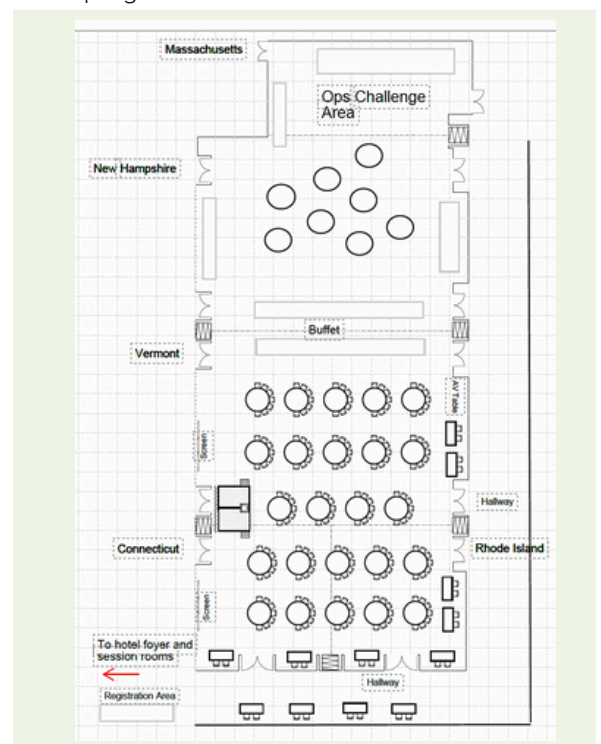 Massachusetts
Ops Challenge
Area
New Hampshire
Buffet
Vermont
AV Table
Screen
Hallway
Connecticut
Rhode Island
Screen
To hotel foyer and
session rooms
Hallway
Registration Area